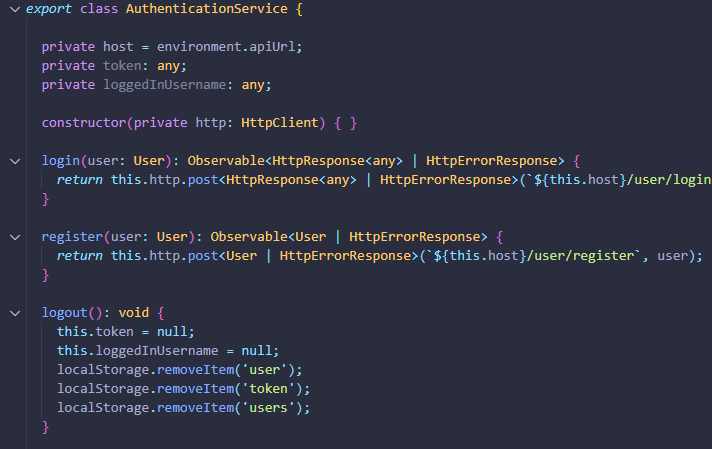 export class AuthenticationService {
private host = environment.apiUrl;
private token: any;
private loggedInUsername: any;
constructor(private http: HttpClient) { }
login(user: User): Observable<HttpResponse<any> | HttpErrorResponse> {
return this.http.post<HttpResponse<any> | HttpErrorResponse>(`${this.host}/user/login
}
register(user: User): Observable<User | HttpErrorResponse> {
return this.http.post<User | HttpErrorResponse>(`${this.host}/user/register`, user);
}
logout(): void {
this.token = null;
this.loggedInUsername = null;
localStorage.removeItem('user');
localStorage.removeItem('token');
localStorage.removeItem('users');
}